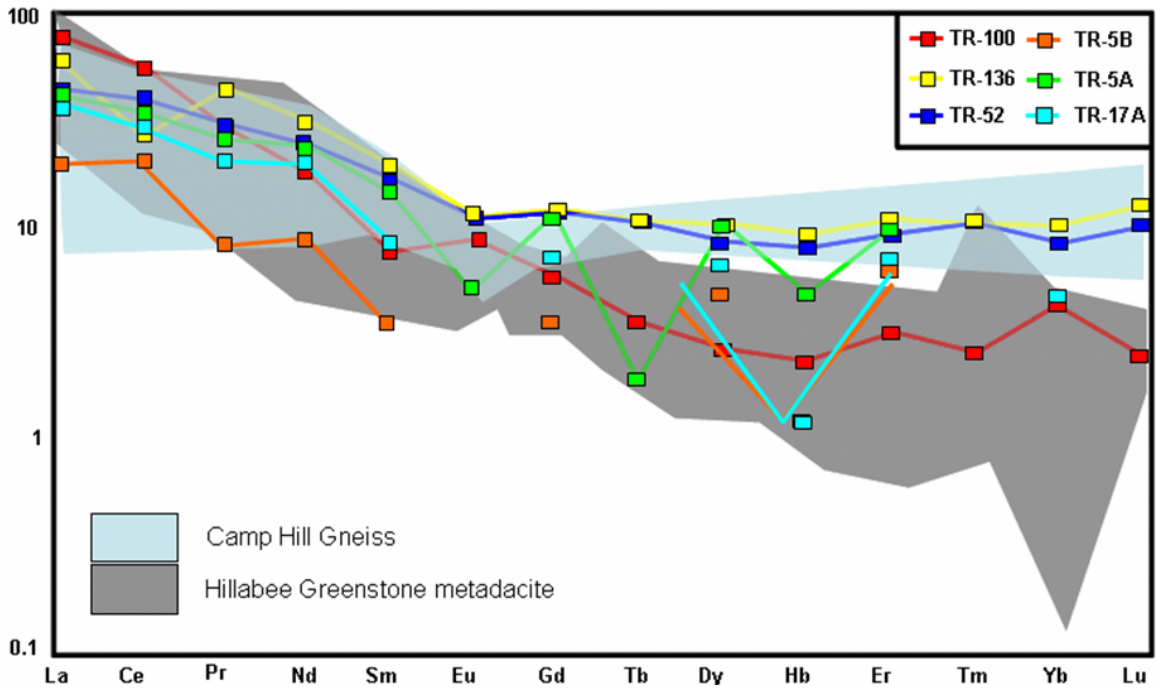 100
TR-100 TR-5B
TR-136 TR-5A
TR-52 TR-17A
10
1
Camp Hill Gneiss
Hillabee Greenstone metadacite
0.1
La Ce Pr Nd Sm Eu Gd Tb Dy Hb Er Tm Yb Lu